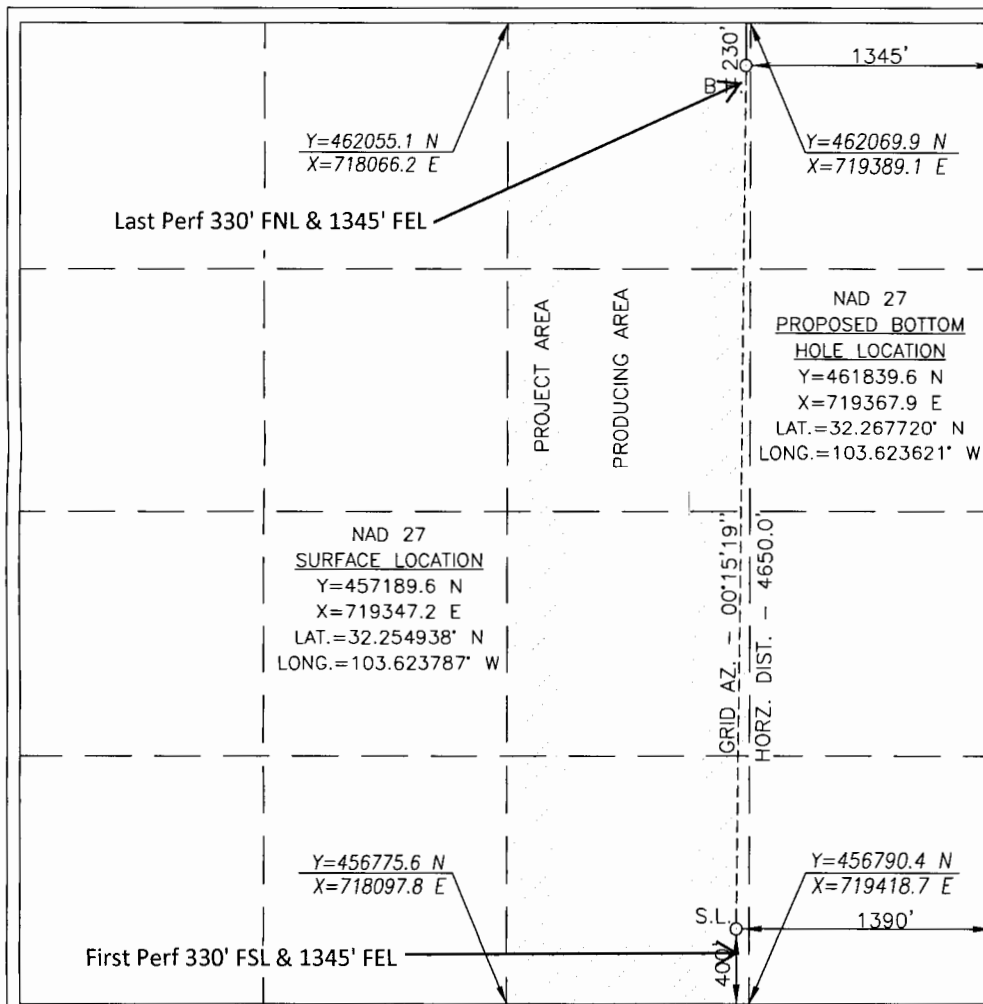 230'
1345'
B
Y=462055.1 N
X=718066.2 E
Y=462069.9 N
X=719389.1 E
Last Perf 330' FNL & 1345' FEL
PROJECT AREA
PRODUCING AREA
NAD 27
PROPOSED BOTTOM
HOLE LOCATION
Y=461839.6 N
X=719367.9 E
LAT.=32.267720° N
LONG.=103.623621° W
NAD 27
SURFACE LOCATION
Y=457189.6 N
X=719347.2 E
LAT.=32.254938° N
LONG.=103.623787° W
GRID AZ. - 00°15'19"
HORZ. DIST. - 4650.0'
Y=456775.6 N
X=718097.8 E
Y=456790.4 N
X=719418.7 E
S.L.
1390'
First Perf 330' FSL & 1345' FEL
400'